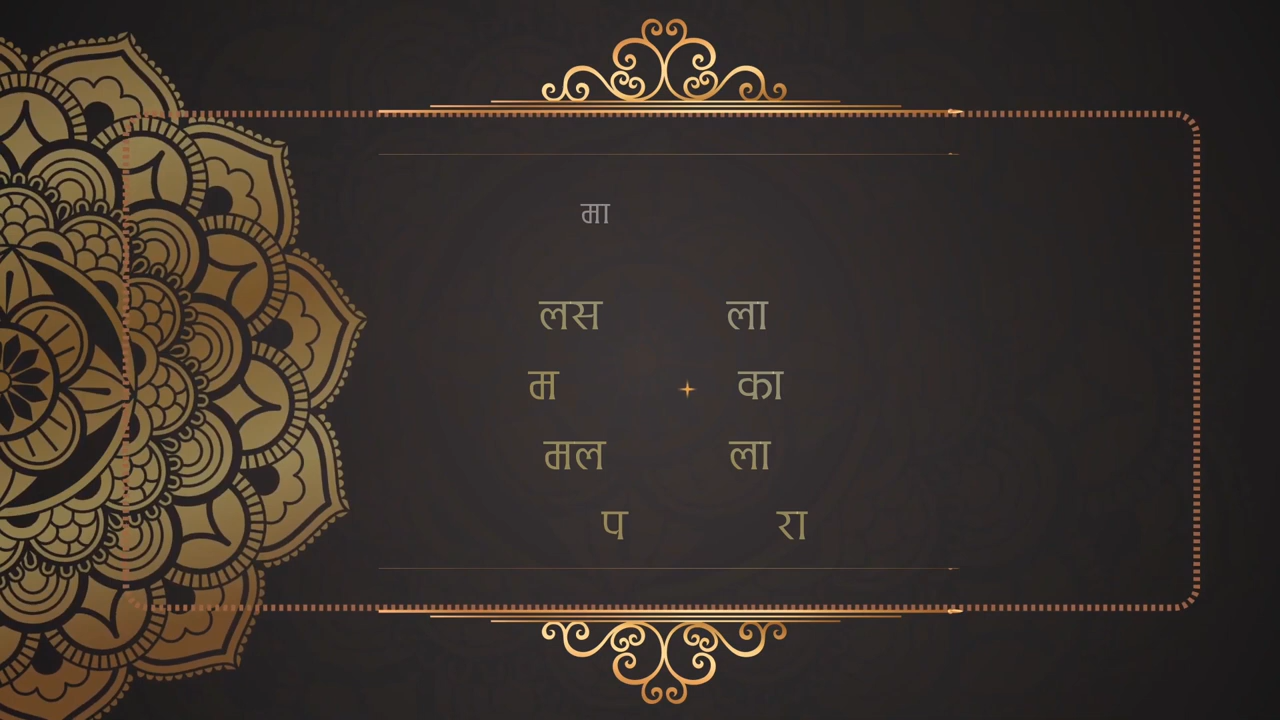 मा
लस ला
म का
मल ला
प रा